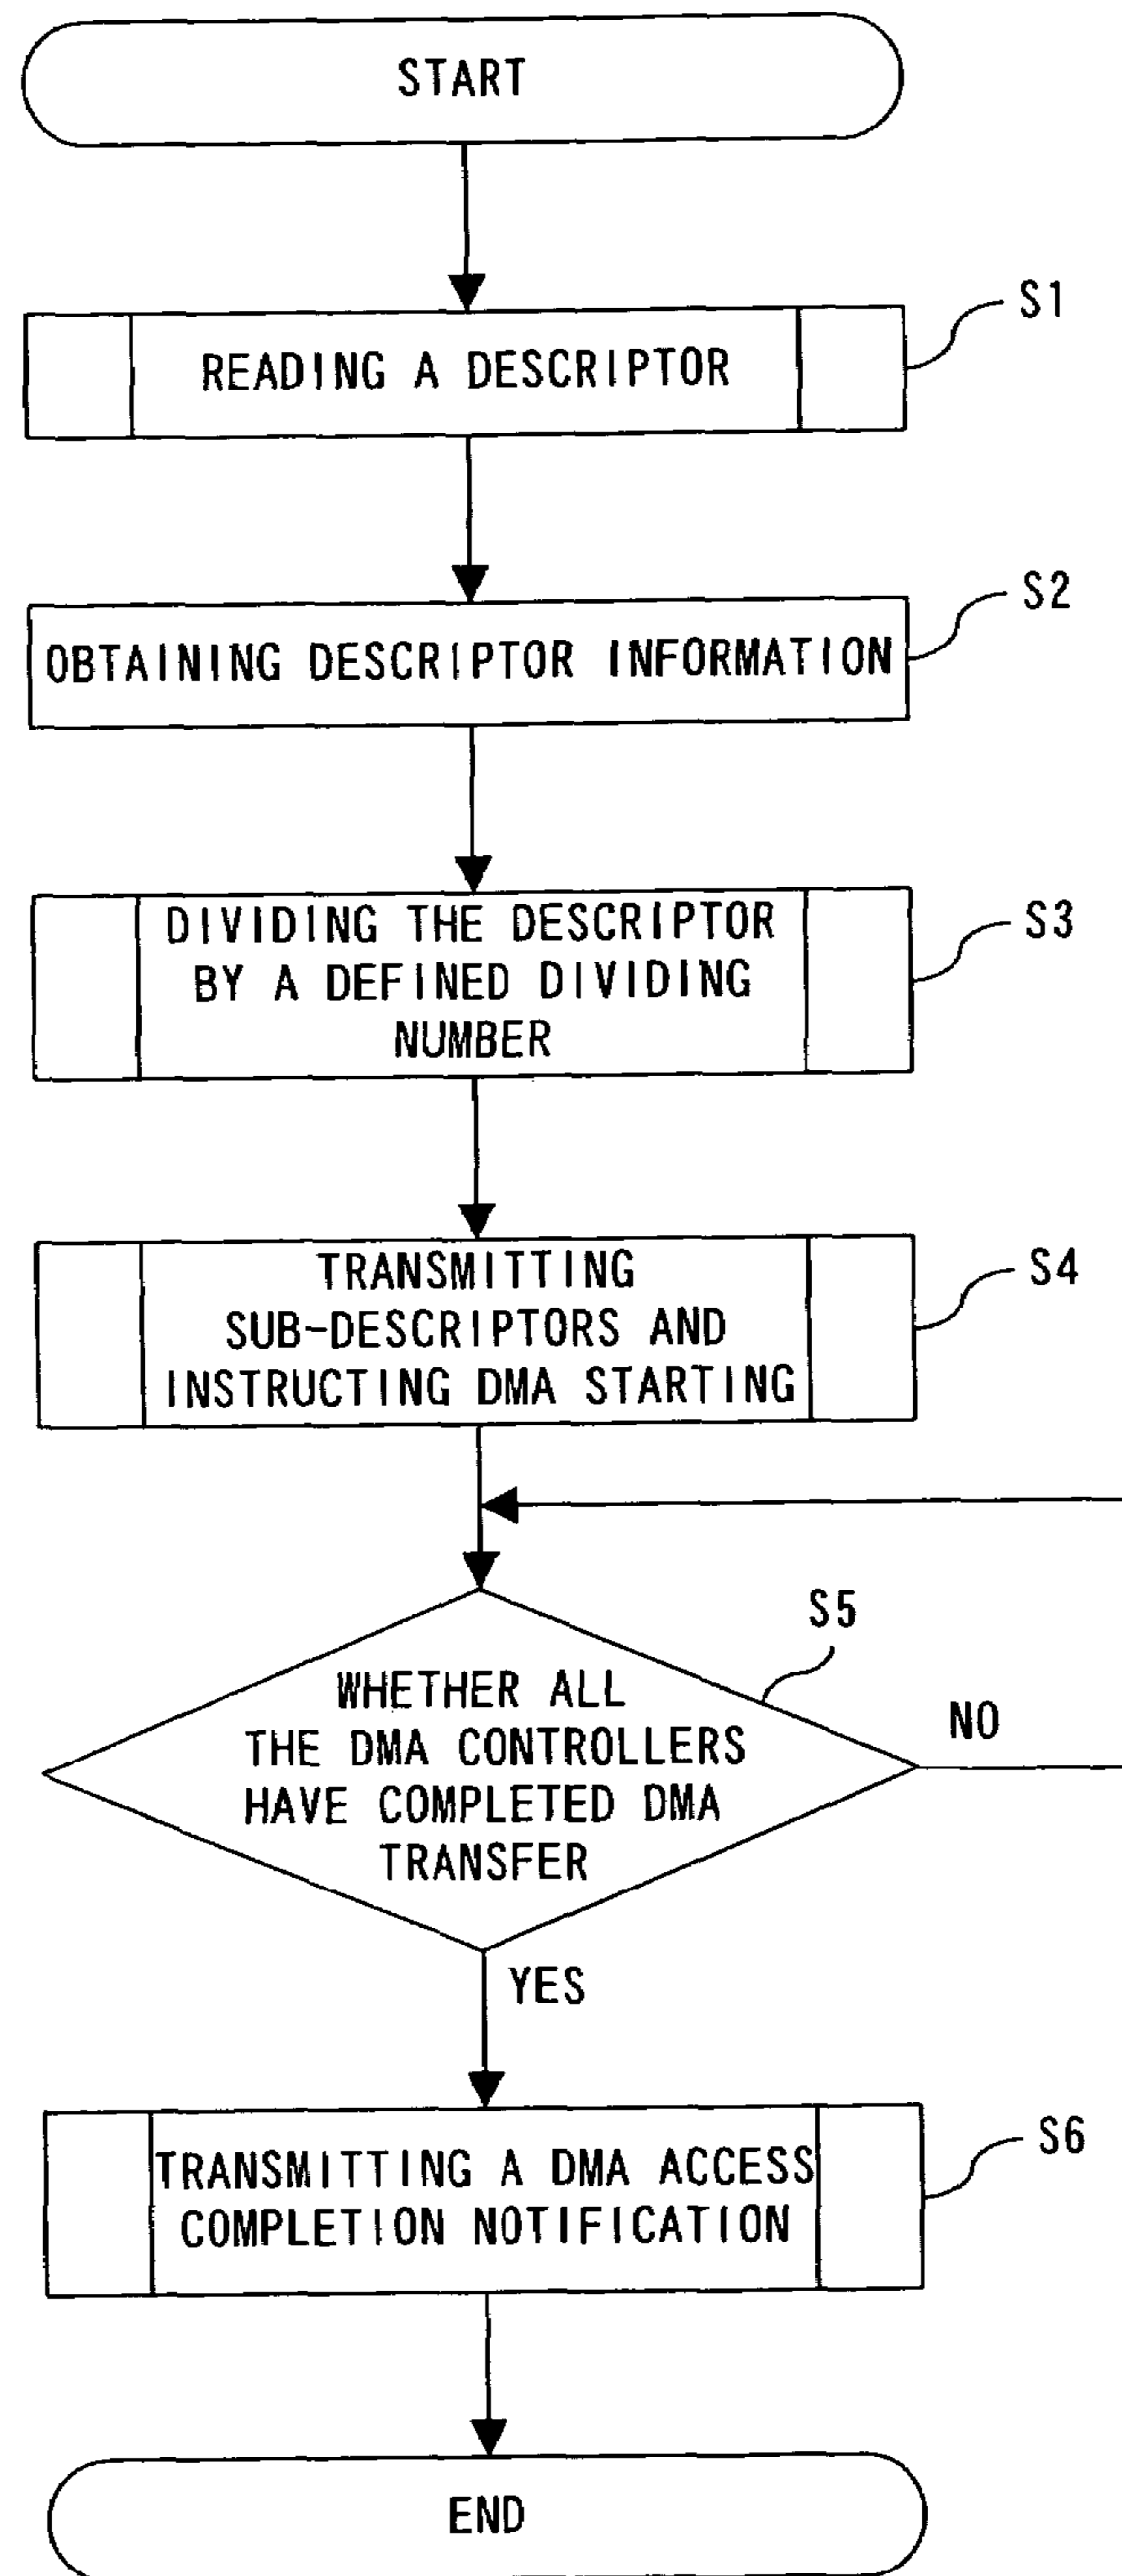 START
S1
READING A DESCRIPTOR
S2
OBTAINING DESCRIPTOR INFORMATION
S3
DIVIDING THE DESCRIPTOR
BY A DEFINED DIVIDING
NUMBER
S4
TRANSMITTING
SUB-DESCRIPTORS AND
INSTRUCTING DMA STARTING
S5
WHETHER ALL
THE DMA CONTROLLERS
HAVE COMPLETED DMA
TRANSFER
NO
YES
S6
TRANSMITTING A DMA ACCESS
COMPLETION NOTIFICATION
END